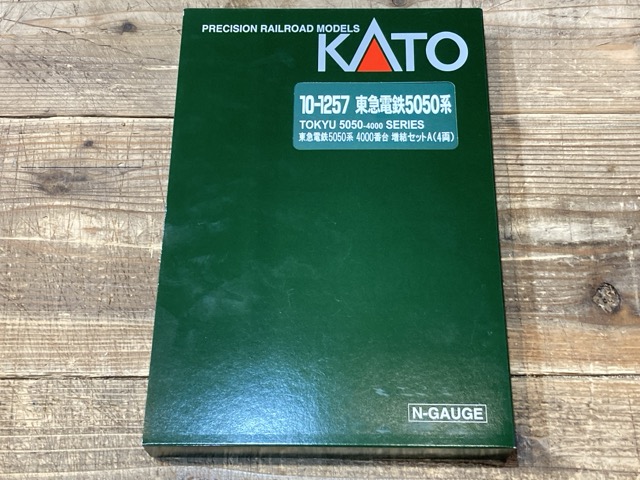 PRECISION RAILROAD MODELS
KATO
10-1257 東急電鉄5050系
TOKYU 5050-4000 SERIES
東急電鉄5050系 4000番台 増結セットA(4両)
N-GAUGE